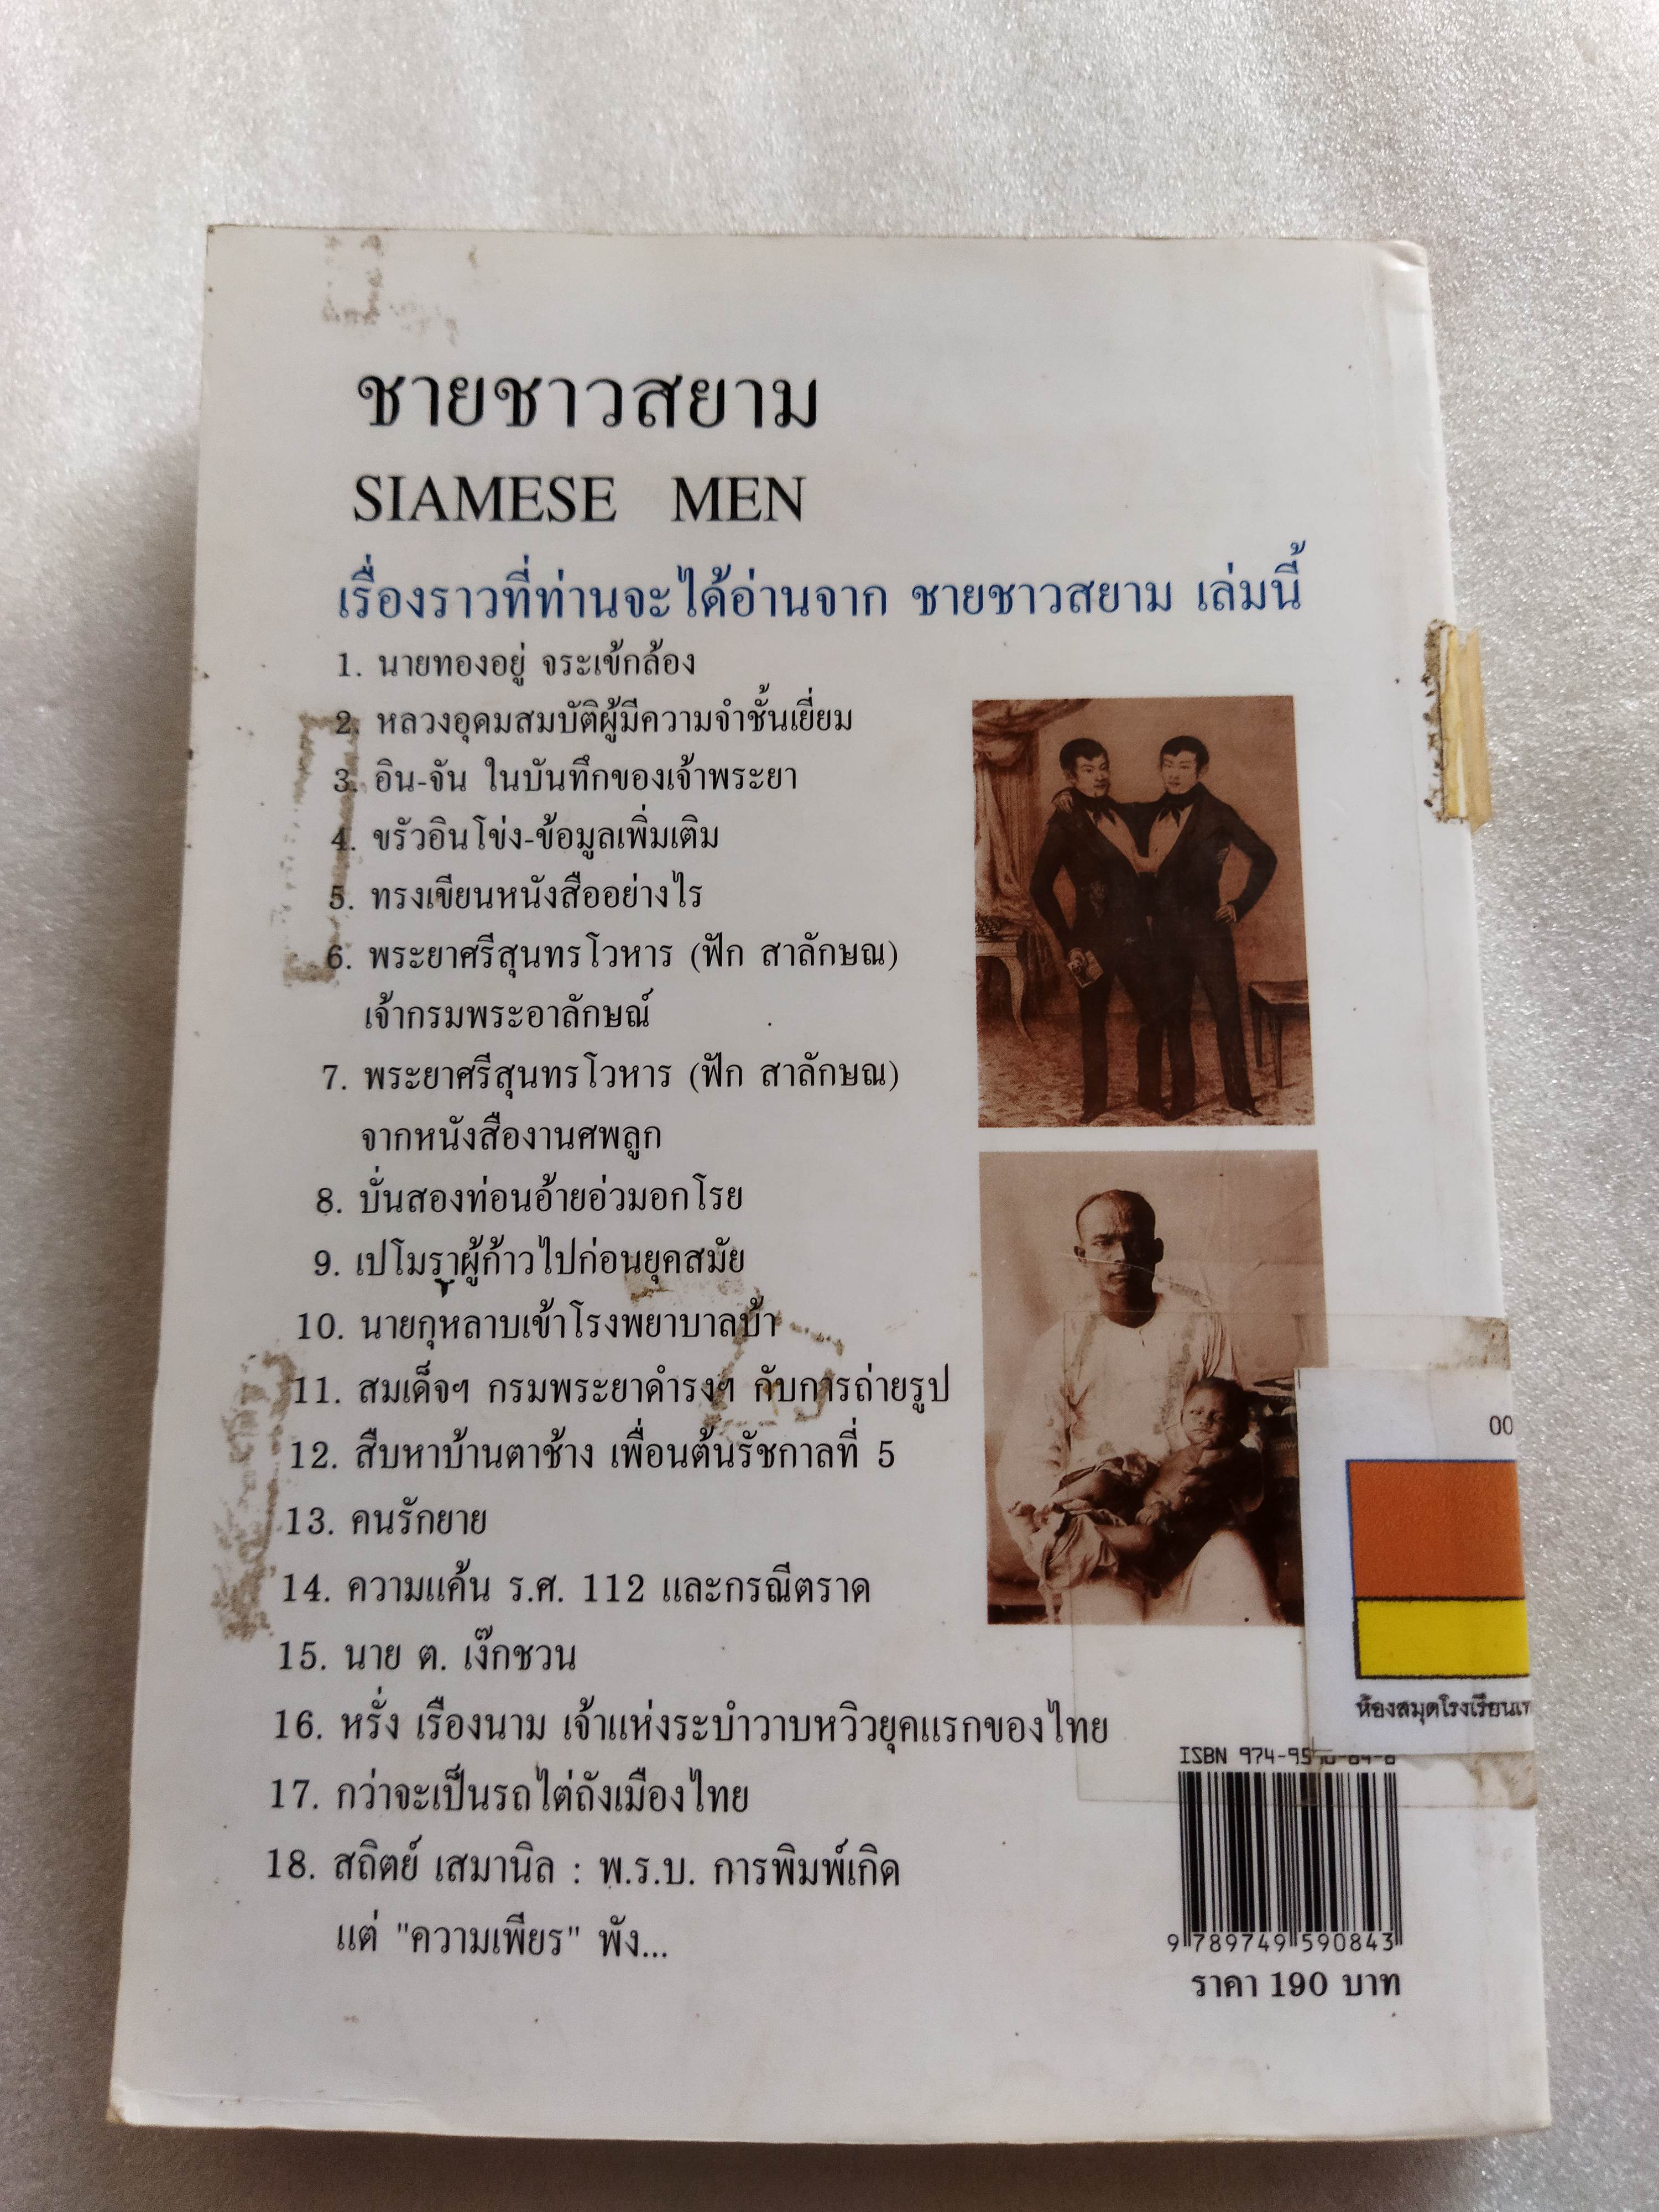 ชายชาวสยาม
SIAMESE MEN
เรื่องราวที่ท่านจะได้อ่านจาก ชายชาวสยาม เล่มนี้
1. นายทองอยู่ จระเข้กล้อง
2. หลวงอุดมสมบัติผู้มีความจำชั้นเยี่ยม
3. อิน-จัน ในบันทึกของเจ้าพระยา
4. ขรัวอินโข่ง-ข้อมูลเพิ่มเติม
5. ทรงเขียนหนังสืออย่างไร
6. พระยาศรีสุนทรโวหาร (ฟัก สาลักษณ)
เจ้ากรมพระอาลักษณ์
7. พระยาศรีสุนทรโวหาร (ฟัก สาลักษณ)
จากหนังสืองานศพลูก
8. บั่นสองท่อนอ้ายอ่วมอกโรย
9. เปโมราผู้ก้าวไปก่อนยุคสมัย
10. นายกุหลาบเข้าโรงพยาบาลบ้า
11. สมเด็จฯ กรมพระยาดำรงฯ กับการถ่ายรูป
12. สืบหาบ้านตาช้าง เพื่อนต้นรัชกาลที่ 5
13. คนรักยาย
14. ความแค้น ร.ศ. 112 และกรณีตราด
15. นาย ต. เง๊กชวน
16. หรั่ง เรืองนาม เจ้าแห่งระบำวาบหวิวยุคแรกของไทย
17. กว่าจะเป็นรถไต่ถังเมืองไทย
18. สถิตย์ เสมานิล : พ.ร.บ. การพิมพ์เกิด
แต่ "ความเพียร" พัง...
00
ห้องสมุดโรงเรียน
ISBN 974-95
9 789749 590843
ราคา 190 บาท